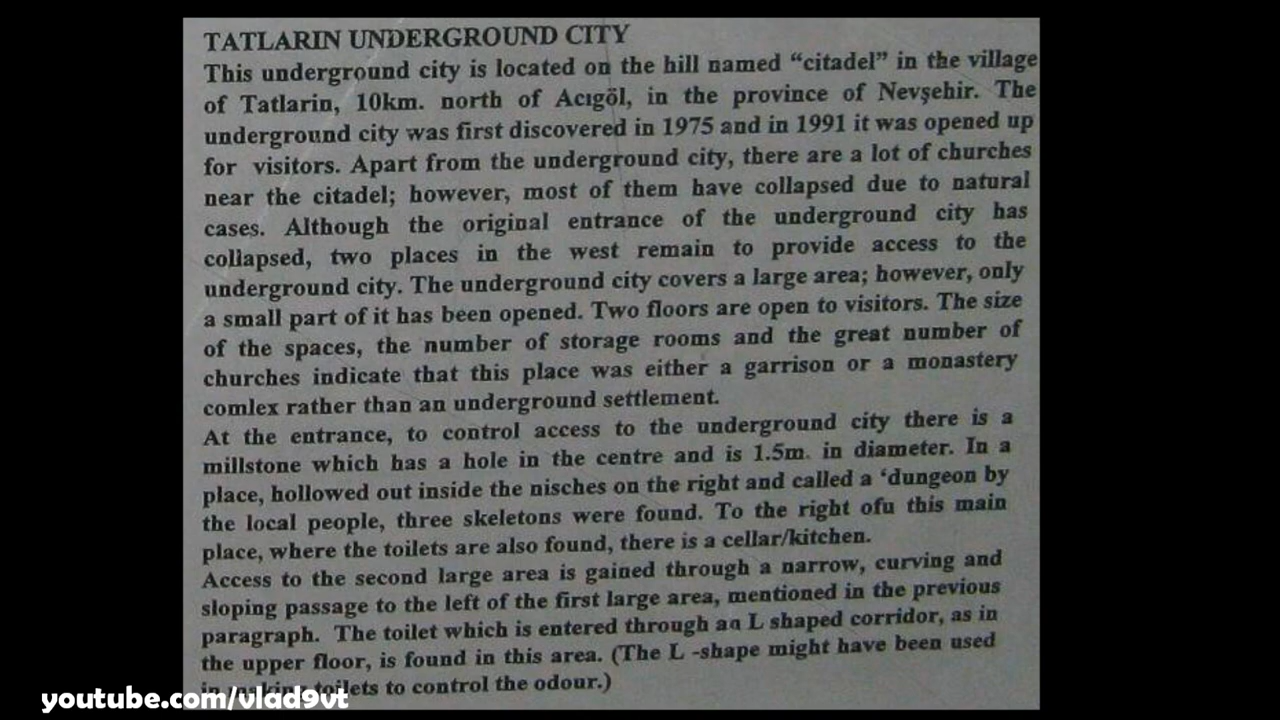 TATLARIN UNDERGROUND CITY
This underground city is located on the hill named “citadel” in the village
of Tatlarin, 10km. north of Acıgöl, in the province of Nevşehir. The
underground city was first discovered in 1975 and in 1991 it was opened up
for visitors. Apart from the underground city, there are a lot of churches
near the citadel; however, most of them have collapsed due to natural
cases. Although the original entrance of the underground city has
collapsed, two places in the west remain to provide access to the
underground city. The underground city covers a large area; however, only
a small part of it has been opened. Two floors are open to visitors. The size
of the spaces, the number of storage rooms and the great number of
churches indicate that this place was either a garrison or a monastery
comlex rather than an underground settlement.
At the entrance, to control access to the underground city there is a
millstone which has a hole in the centre and is 1.5m. in diameter. In a
place, hollowed out inside the nisches on the right and called a ‘dungeon by
the local people, three skeletons were found. To the right ofu this main
place, where the toilets are also found, there is a cellar/kitchen.
Access to the second large area is gained through a narrow, curving and
sloping passage to the left of the first large area, mentioned in the previous
paragraph. The toilet which is entered through an L shaped corridor, as in
the upper floor, is found in this area. (The L -shape might have been used
toilets to control the odour.)
youtube.com/vlad9vt